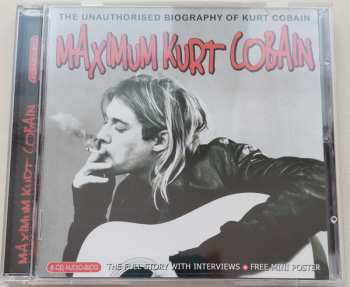 THE UNAUTHORISED BIOGRAPHY OF KURT COBAIN
MAXIMUM KURT COBAIN
MAXIMUM KURT COBAIN
THE FULL STORY WITH INTERVIEWS • FREE MINI POSTER